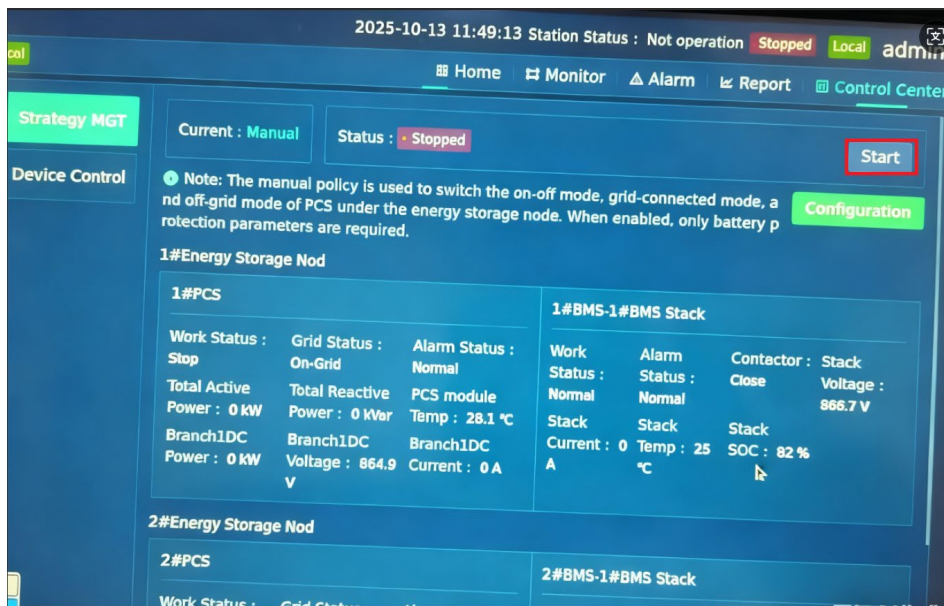 2025-10-13 11:49:13 Station Status : Not operation Stopped Local admin
Home Monitor Alarm Report Control Center
Strategy MGT
Device Control
Current : Manual
Status : • Stopped
Start
Note: The manual policy is used to switch the on-off mode, grid-connected mode, a
nd off-grid mode of PCS under the energy storage node. When enabled, only battery p
rotection parameters are required.
Configuration
1#Energy Storage Nod
1#PCS
Work Status :
Stop
Grid Status :
On-Grid
Alarm Status :
Normal
Total Active
Power : 0 kW
Total Reactive
Power : 0 kVar
PCS module
Temp : 28.1 ℃
Branch1DC
Power : 0 kW
Branch1DC
Voltage : 864.9
V
Branch1DC
Current : 0 A
1#BMS-1#BMS Stack
Work
Status :
Normal
Alarm
Status :
Normal
Contactor :
Close
Stack
Voltage :
866.7 V
Stack
Current : 0
A
Stack
Temp : 25
℃
Stack
SOC : 82 %
2#Energy Storage Nod
2#PCS
2#BMS-1#BMS Stack
Work Status :